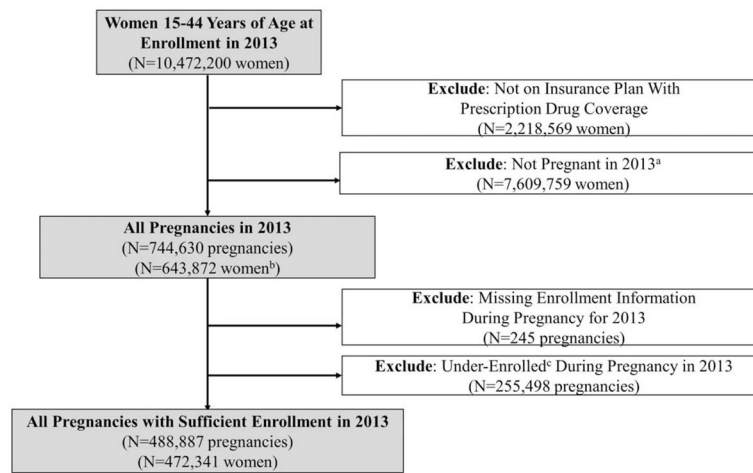 Women 15-44 Years of Age at
Enrollment in 2013
(N=10,472,200 women)
Exclude: Not on Insurance Plan With
Prescription Drug Coverage
(N=2,218,569 women)
Exclude: Not Pregnant in 2013ᵃ
(N=7,609,759 women)
All Pregnancies in 2013
(N=744,630 pregnancies)
(N=643,872 womenᵇ)
Exclude: Missing Enrollment Information
During Pregnancy for 2013
(N=245 pregnancies)
Exclude: Under-Enrolledᶜ During Pregnancy in 2013
(N=255,498 pregnancies)
All Pregnancies with Sufficient Enrollment in 2013
(N=488,887 pregnancies)
(N=472,341 women)